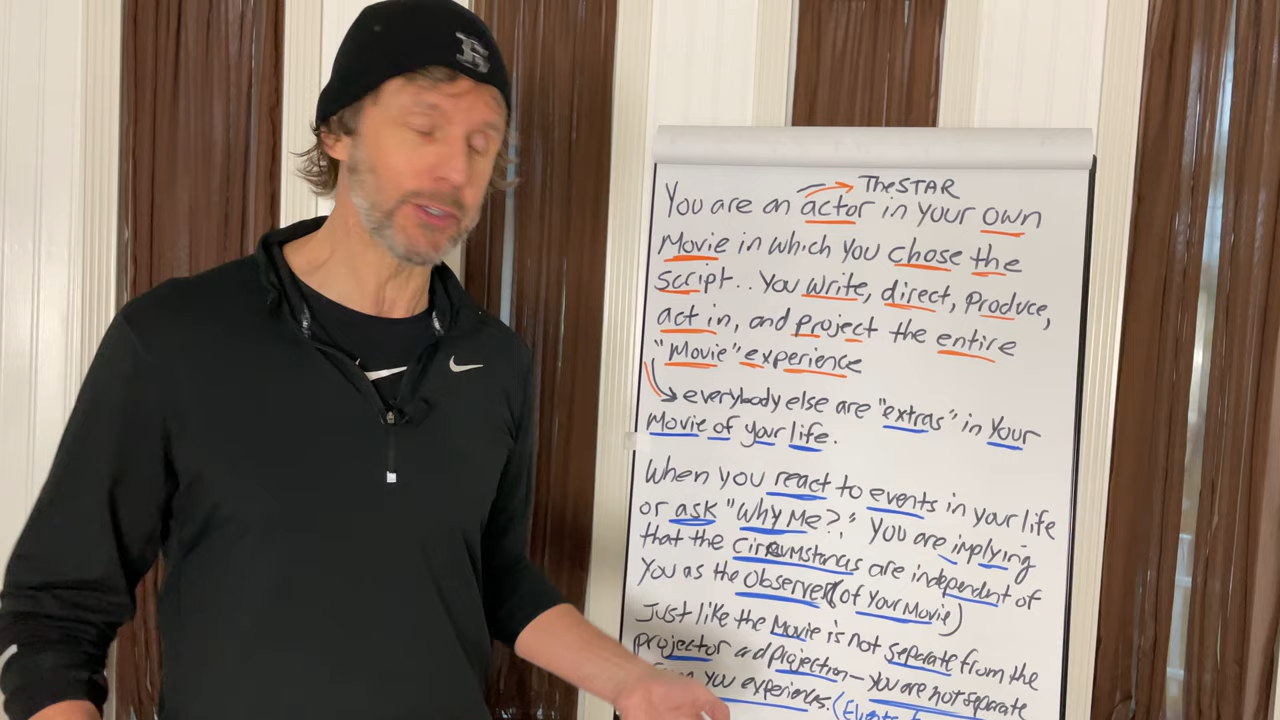 The STAR
You are an actor in your own
Movie in which you chose the
script.. You write, direct, produce,
act in, and project the entire
"Movie" experience
everybody else are "extras" in your
Movie of your life.
When you react to events in your life
or ask "Why Me?", you are implying
that the circumstances are independent of
you as the observer (of your Movie)
Just like the Movie is not separate from the
projector and projection - you are not separate
you experiences. (Events